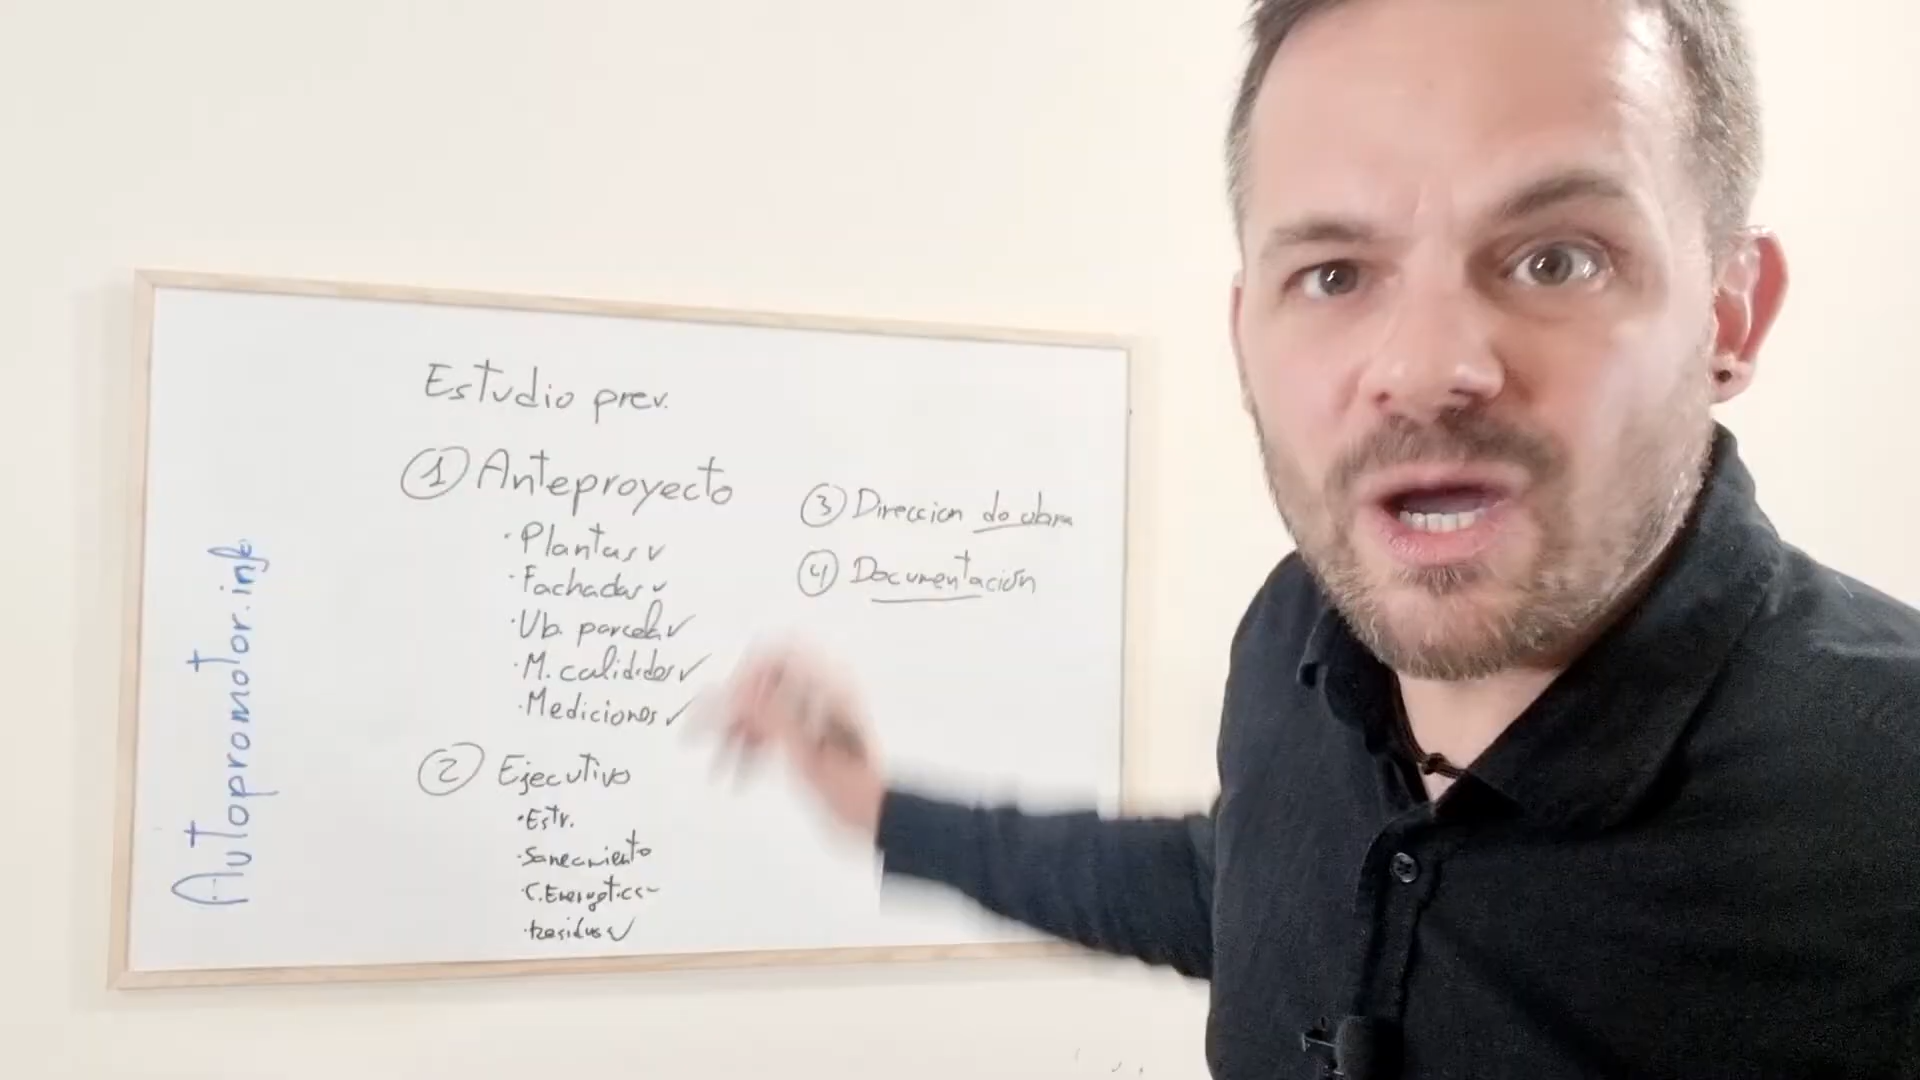 Estudio prev.
1 Anteproyecto
· Plantas ✓
· Fachadas ✓
· Ub. parcela ✓
· M. calidades ✓
· Mediciones ✓
2 Ejecutivo
· Estr.
· Saneamiento
· C. Energetica
· Residuos ✓
3 Direccion de obra
4 Documentación
Autopromotor.info